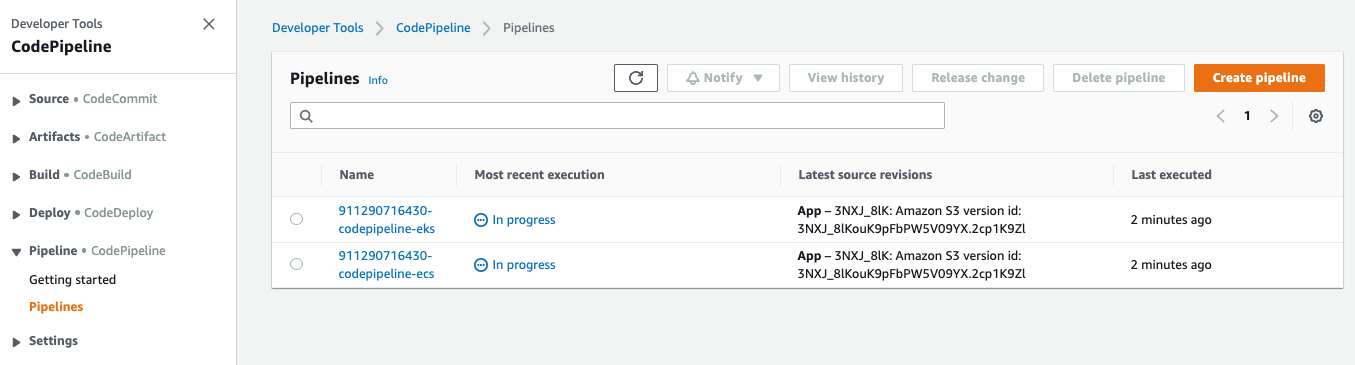 Developer Tools
CodePipeline
Source • CodeCommit
Artifacts • CodeArtifact
Build • CodeBuild
Deploy • CodeDeploy
Pipeline • CodePipeline
Getting started
Pipelines
Settings
Developer Tools > CodePipeline > Pipelines
Pipelines Info
Notify View history Release change Delete pipeline Create pipeline
1
Name Most recent execution Latest source revisions Last executed
911290716430-
codepipeline-eks
In progress
App – 3NXJ_8lK: Amazon S3 version id:
3NXJ_8lKouK9pFbPW5V09YX.2cp1K9Zl
2 minutes ago
911290716430-
codepipeline-ecs
In progress
App – 3NXJ_8lK: Amazon S3 version id:
3NXJ_8lKouK9pFbPW5V09YX.2cp1K9Zl
2 minutes ago